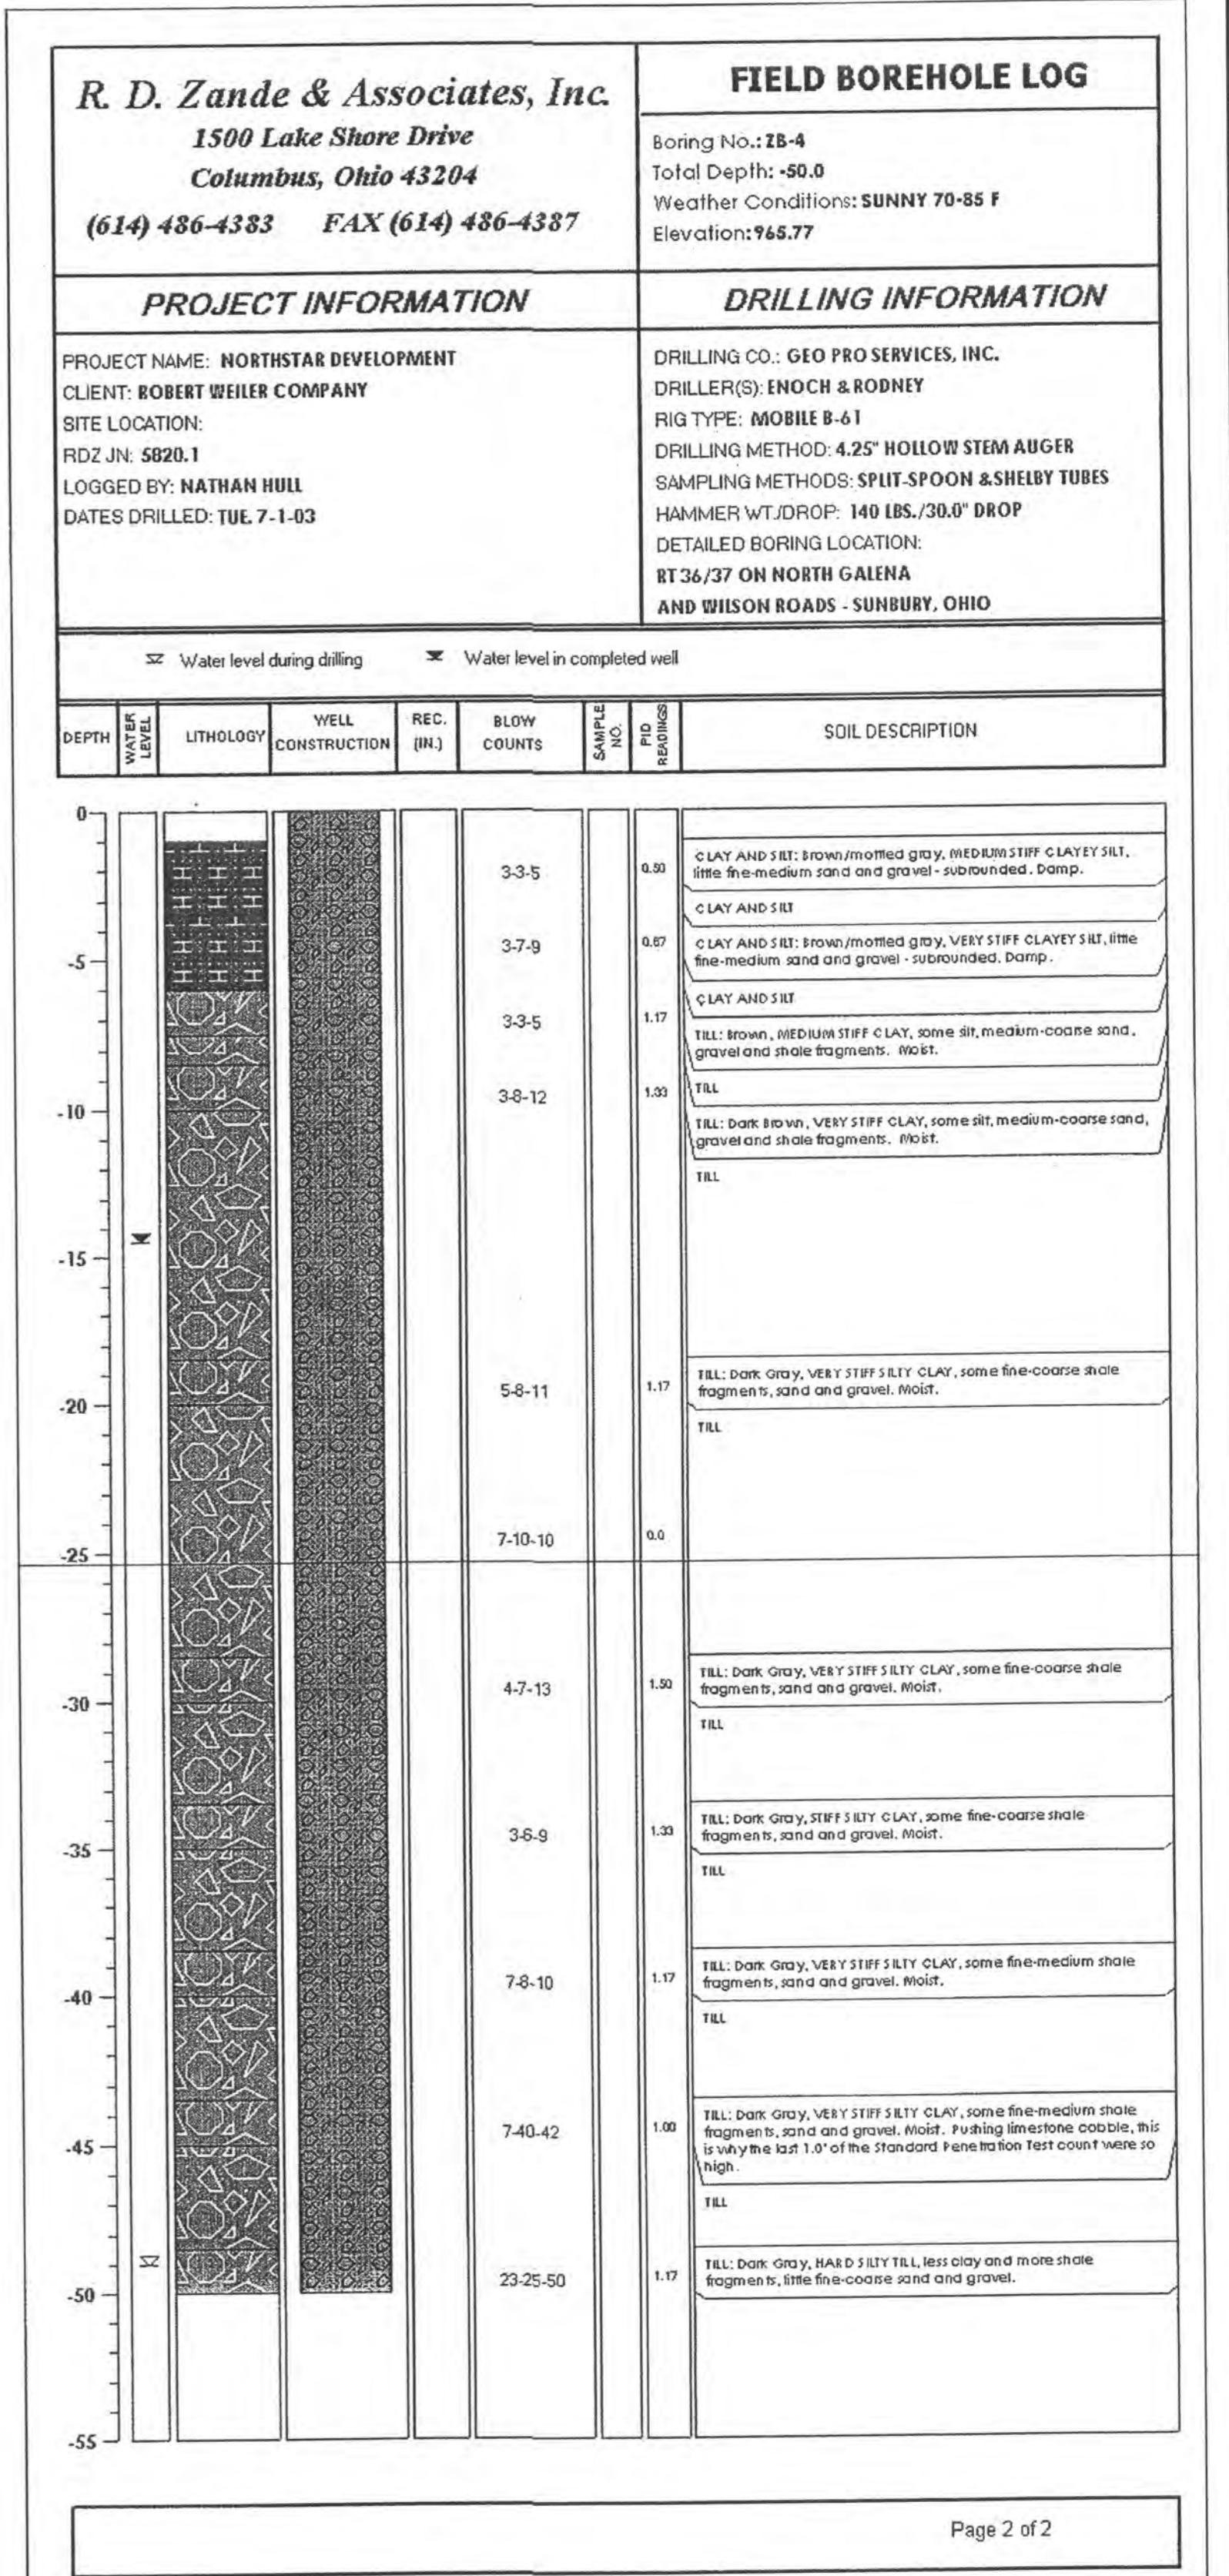 R. D. Zande & Associates, Inc.
1500 Lake Shore Drive
Columbus, Ohio 43204
(614) 486-4383 FAX (614) 486-4387
FIELD BOREHOLE LOG
Boring No.: ZB-4
Total Depth: -50.0
Weather Conditions: SUNNY 70-85 F
Elevation: 965.77
PROJECT INFORMATION
PROJECT NAME: NORTHSTAR DEVELOPMENT
CLIENT: ROBERT WEILER COMPANY
SITE LOCATION:
RDZ JN: 5820.1
LOGGED BY: NATHAN HULL
DATES DRILLED: TUE. 7-1-03
DRILLING INFORMATION
DRILLING CO.: GEO PRO SERVICES, INC.
DRILLER(S): ENOCH & RODNEY
RIG TYPE: MOBILE B-61
DRILLING METHOD: 4.25" HOLLOW STEM AUGER
SAMPLING METHODS: SPLIT-SPOON & SHELBY TUBES
HAMMER WT./DROP: 140 LBS./30.0" DROP
DETAILED BORING LOCATION:
RT 36/37 ON NORTH GALENA
AND WILSON ROADS - SUNBURY, OHIO
Water level during drilling Water level in completed well
DEPTH
WATER LEVEL
LITHOLOGY
WELL CONSTRUCTION
REC. (IN.)
BLOW COUNTS
SAMPLE NO.
PID READINGS
SOIL DESCRIPTION
0
3-3-5 0.50
CLAY AND SILT: Brown/mottled gray, MEDIUM STIFF CLAYEY SILT,
little fine-medium sand and gravel - subrounded. Damp.
CLAY AND SILT
-5
3-7-9 0.67
CLAY AND SILT: Brown/mottled gray, VERY STIFF CLAYEY SILT, little
fine-medium sand and gravel - subrounded. Damp.
CLAY AND SILT
3-3-5 1.17
TILL: Brown, MEDIUM STIFF CLAY, some silt, medium-coarse sand,
gravel and shale fragments. Moist.
3-8-12 1.33
TILL
-10
TILL: Dark Brown, VERY STIFF CLAY, some silt, medium-coarse sand,
gravel and shale fragments. Moist.
TILL
-15
5-8-11 1.17
TILL: Dark Gray, VERY STIFF SILTY CLAY, some fine-coarse shale
fragments, sand and gravel. Moist.
-20
TILL
7-10-10 0.0
-25
4-7-13 1.50
TILL: Dark Gray, VERY STIFF SILTY CLAY, some fine-coarse shale
fragments, sand and gravel. Moist.
-30
TILL
3-6-9 1.33
TILL: Dark Gray, STIFF SILTY CLAY, some fine-coarse shale
fragments, sand and gravel. Moist.
-35
TILL
7-8-10 1.17
TILL: Dark Gray, VERY STIFF SILTY CLAY, some fine-medium shale
fragments, sand and gravel. Moist.
-40
TILL
7-40-42 1.00
TILL: Dark Gray, VERY STIFF SILTY CLAY, some fine-medium shale
fragments, sand and gravel. Moist. Pushing limestone cobble, this
is why the last 1.0' of the Standard Penetration Test count were so
high.
-45
TILL
23-25-50 1.17
TILL: Dark Gray, HARD SILTY TILL, less clay and more shale
fragments, little fine-coarse sand and gravel.
-50
-55
Page 2 of 2